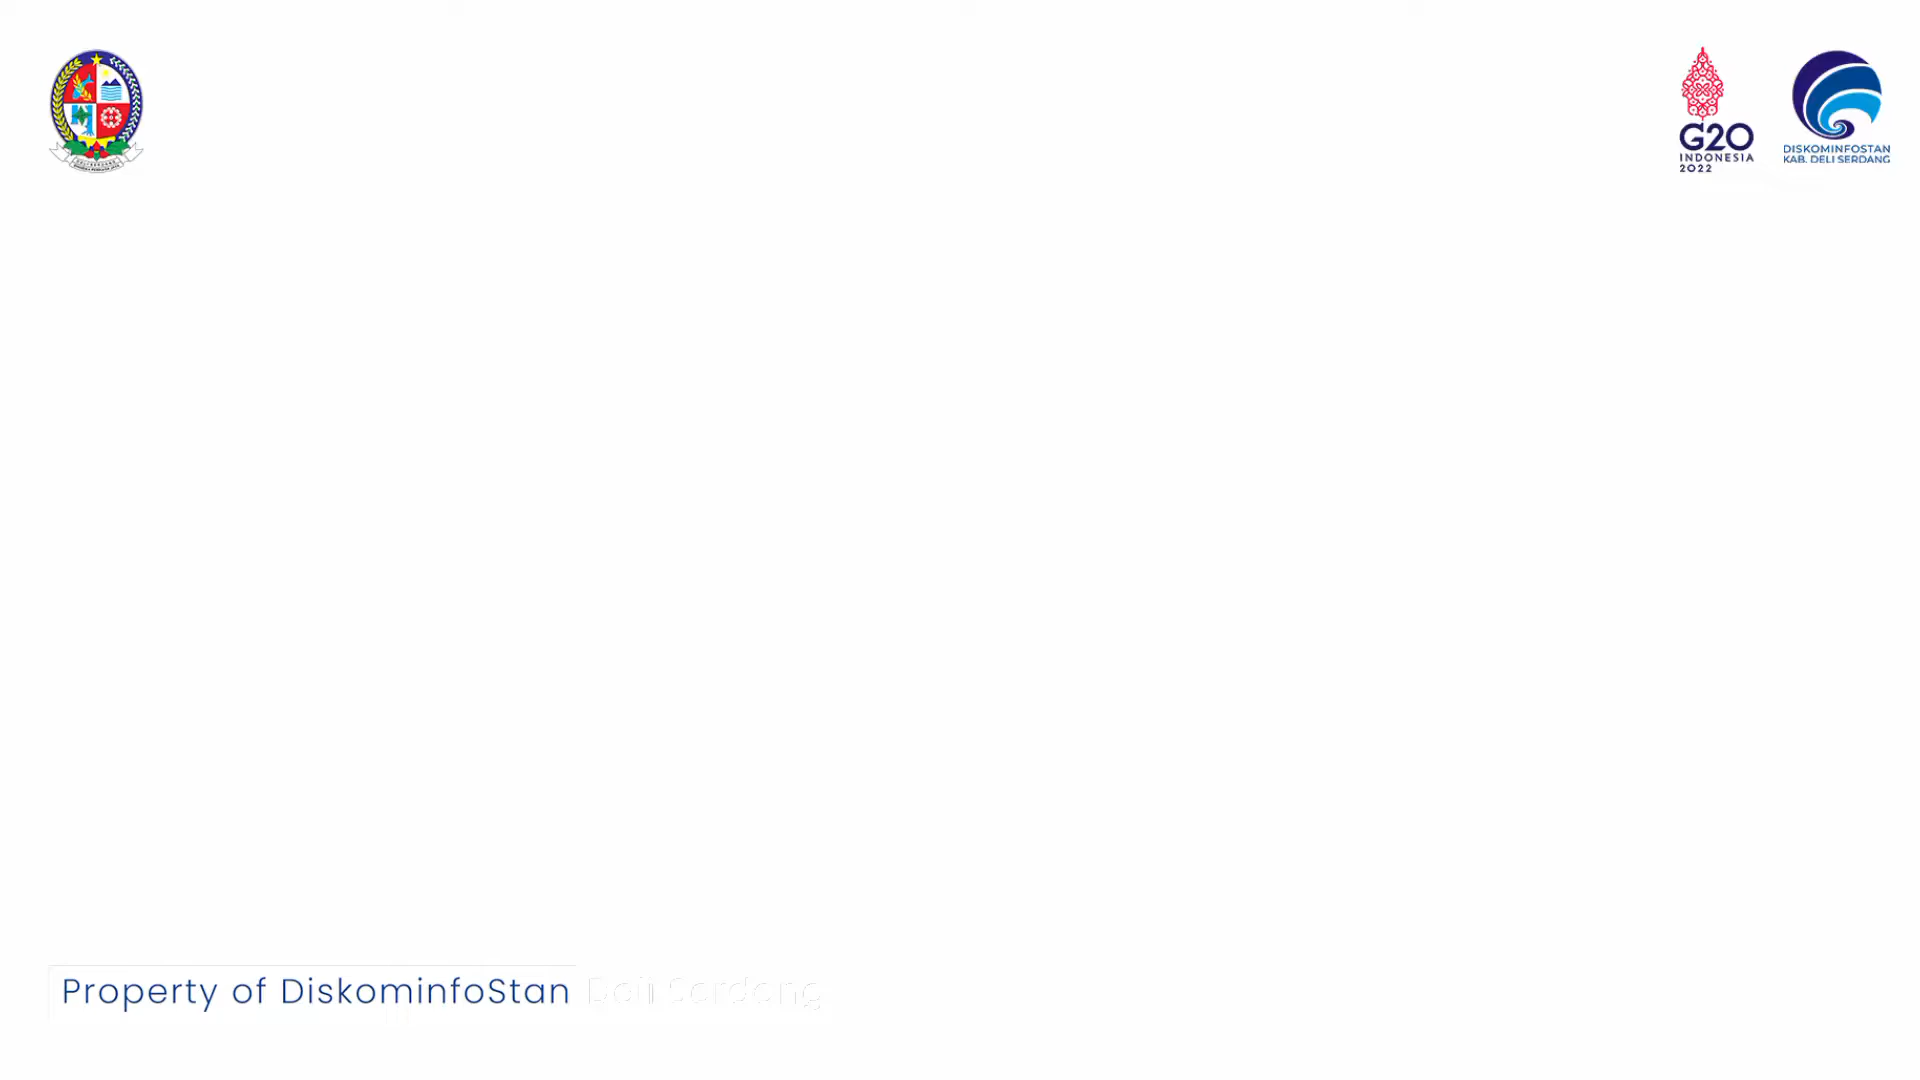 G20
INDONESIA
2022
DISKOMINFOSTAN
KAB. DELI SERDANG
Property of DiskominfoStan Deli Serdang